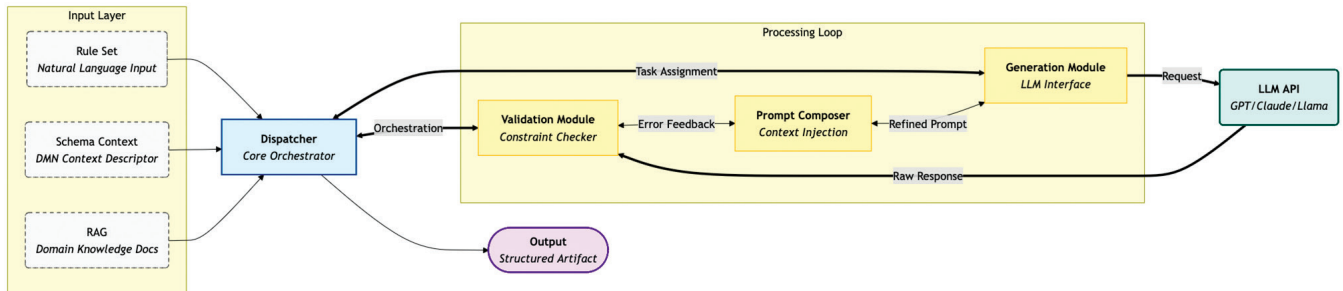 Input Layer
Rule Set
Natural Language Input
Schema Context
DMN Context Descriptor
RAG
Domain Knowledge Docs
Dispatcher
Core Orchestrator
Processing Loop
Task Assignment
Orchestration
Validation Module
Constraint Checker
Error Feedback
Prompt Composer
Context Injection
Refined Prompt
Generation Module
LLM Interface
Raw Response
Request
LLM API
GPT/Claude/Llama
Output
Structured Artifact